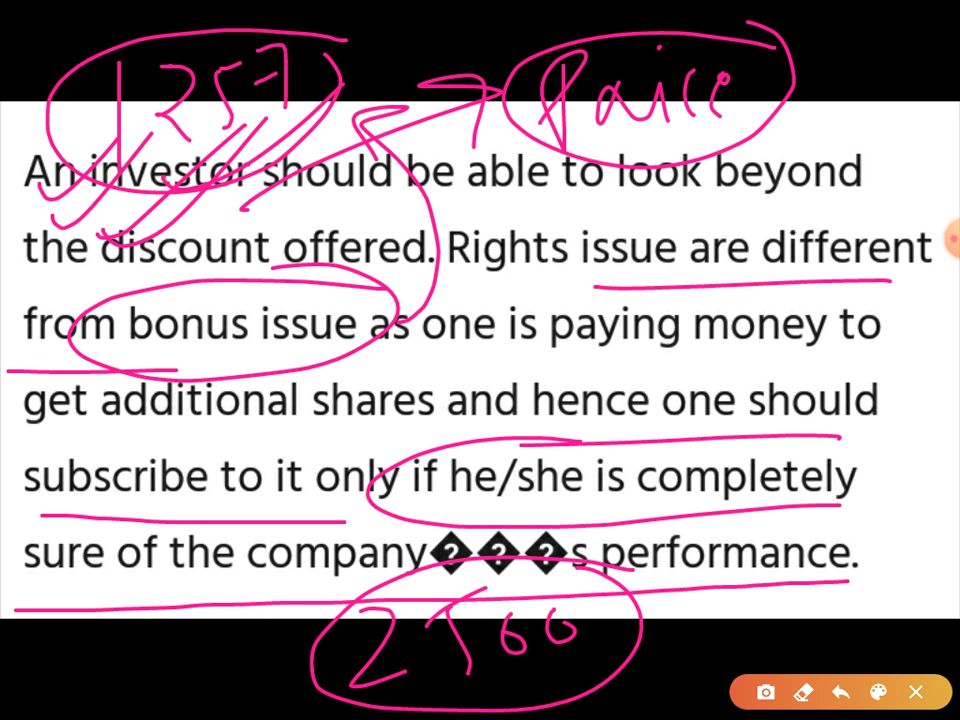 1257 Price
An investor should be able to look beyond
the discount offered. Rights issue are different
from bonus issue as one is paying money to
get additional shares and hence one should
subscribe to it only if he/she is completely
sure of the company���s performance.
2500